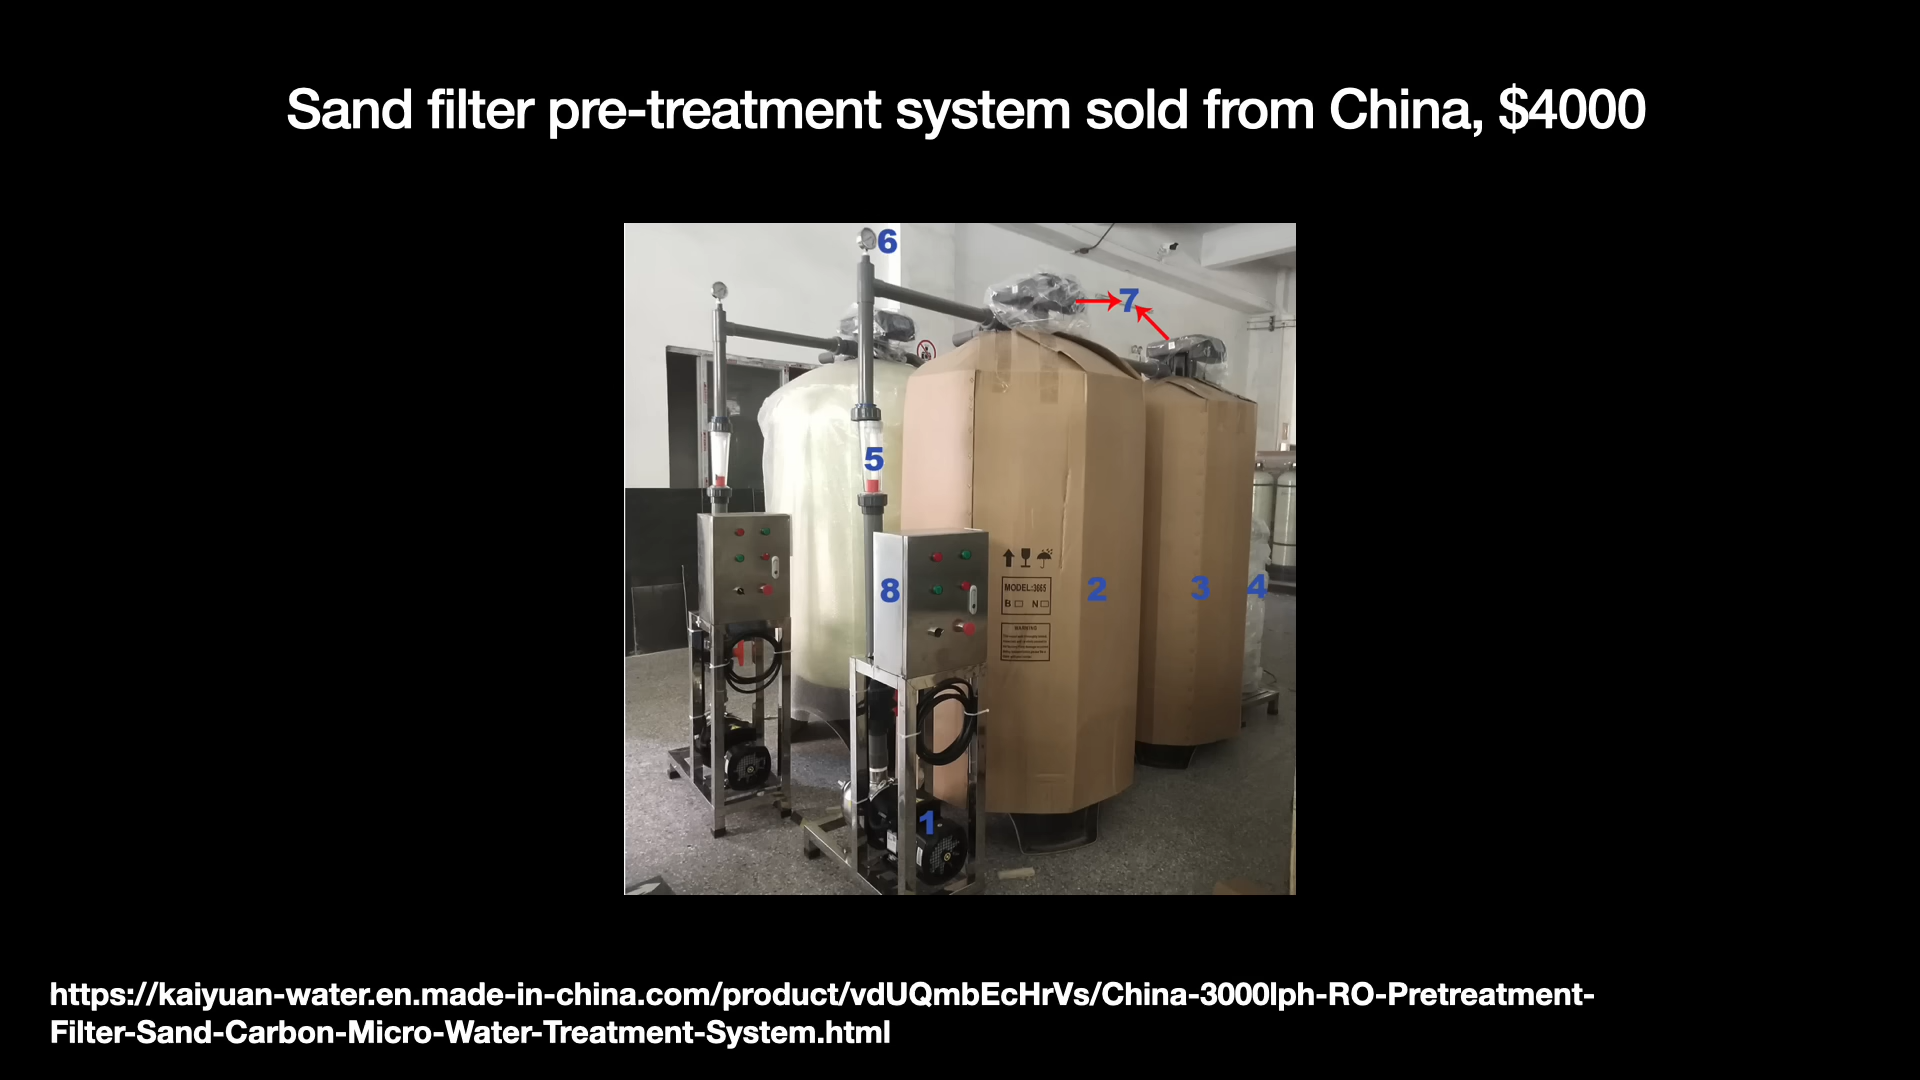 Sand filter pre-treatment system sold from China, $4000
6
7
5
8
2
3
4
MODEL:3665
B N
WARNING
1
https://kaiyuan-water.en.made-in-china.com/product/vdUQmbEcHrVs/China-3000lph-RO-Pretreatment-
Filter-Sand-Carbon-Micro-Water-Treatment-System.html